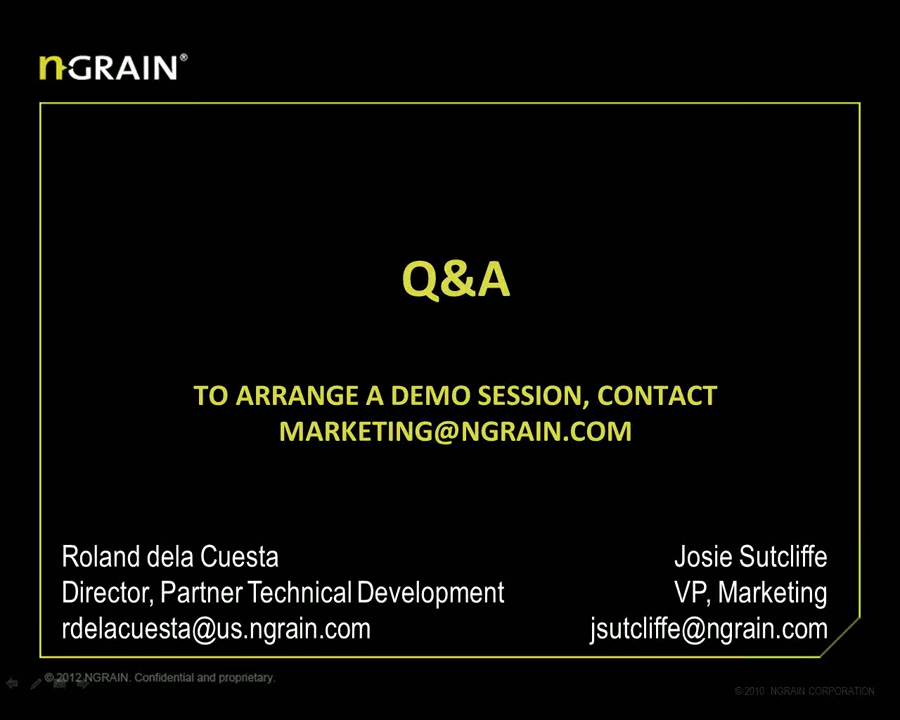 nGRAIN®
Q&A
TO ARRANGE A DEMO SESSION, CONTACT
MARKETING@NGRAIN.COM
Roland dela Cuesta
Director, Partner Technical Development
rdelacuesta@us.ngrain.com
Josie Sutcliffe
VP, Marketing
jsutcliffe@ngrain.com
© 2012 NGRAIN. Confidential and proprietary.
© 2010 NGRAIN CORPORATION